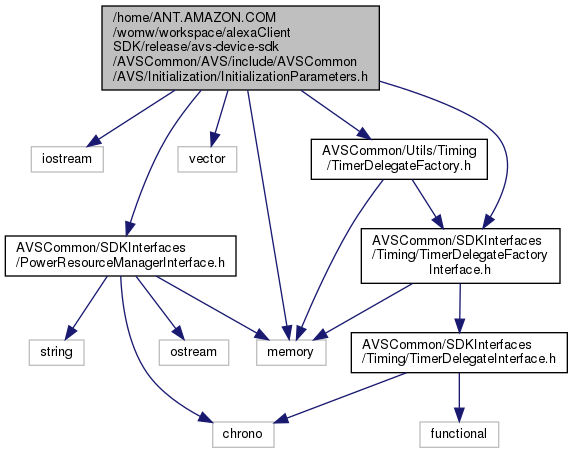 /home/ANT.AMAZON.COM
/womw/workspace/alexaClient
SDK/release/avs-device-sdk
/AVSCommon/AVS/include/AVSCommon
/AVS/Initialization/InitializationParameters.h
iostream
vector
AVSCommon/Utils/Timing
/TimerDelegateFactory.h
AVSCommon/SDKInterfaces
/PowerResourceManagerInterface.h
AVSCommon/SDKInterfaces
/Timing/TimerDelegateFactory
Interface.h
string
ostream
memory
AVSCommon/SDKInterfaces
/Timing/TimerDelegateInterface.h
chrono
functional